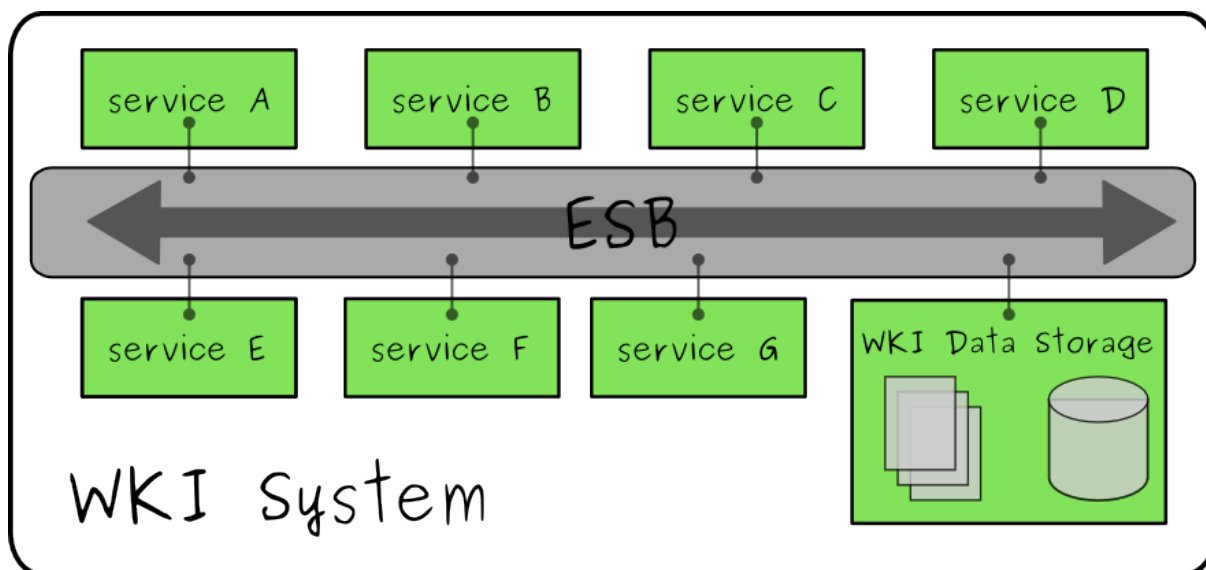 service A
service B
service C
service D
ESB
service E
service F
service G
WKI Data Storage
WKI System